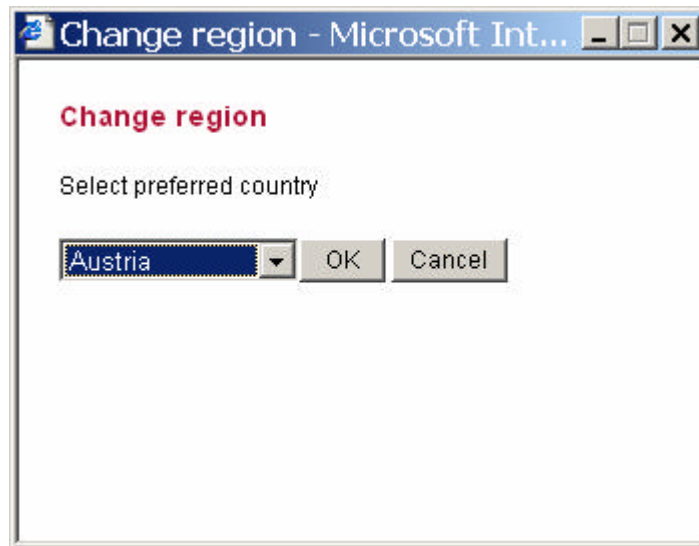 Change region - Microsoft Int...
Change region
Select preferred country
Austria OK Cancel